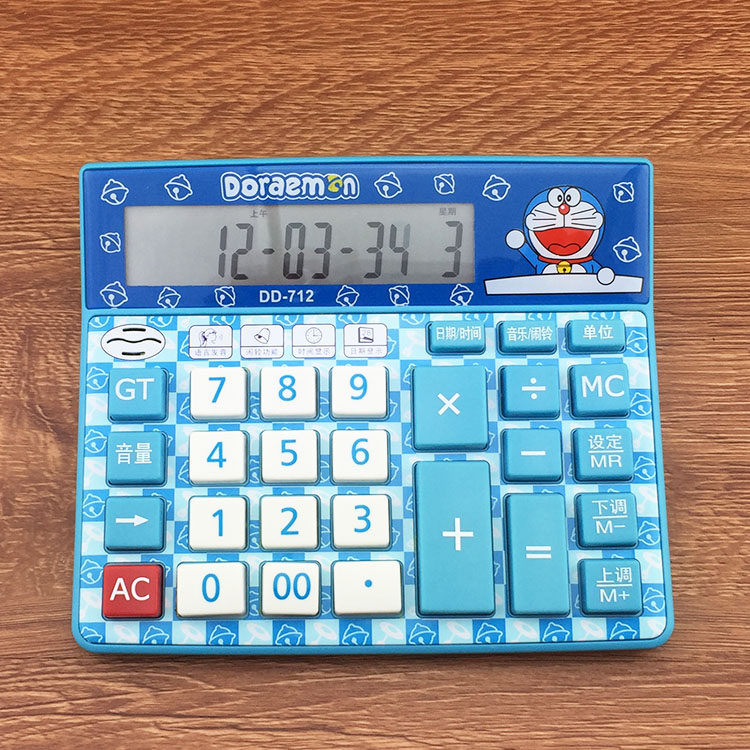 Doraemon
上午 星期
12-03-34 3
DD-712
语言发音 闹铃功能 时间显示 日期显示 日期/时间 音乐/闹铃 单位
GT 7 8 9 × ÷ MC
音量 4 5 6 − 设定
MR
→ 1 2 3 + = 下调
M−
AC 0 00 · 上调
M+